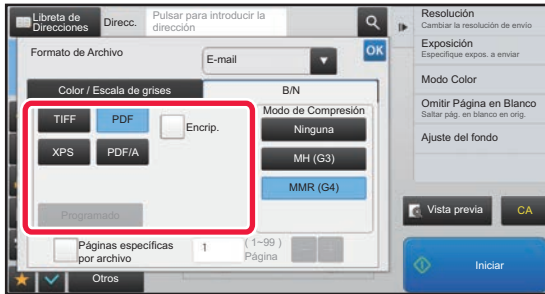 Libreta de
Direcciones
Direcc.
Pulsar para introducir la
dirección
Formato de Archivo
E-mail
OK
Color / Escala de grises
B/N
TIFF
PDF
Encrip.
XPS
PDF/A
Programado
Modo de Compresión
Ninguna
MH (G3)
MMR (G4)
Páginas específicas
por archivo
1
( 1~99 )
Página
Otros
Resolución
Cambiar la resolución de envío
Exposición
Especifique expos. a enviar
Modo Color
Omitir Página en Blanco
Saltar pág. en blanco en orig.
Ajuste del fondo
Vista previa
CA
Iniciar